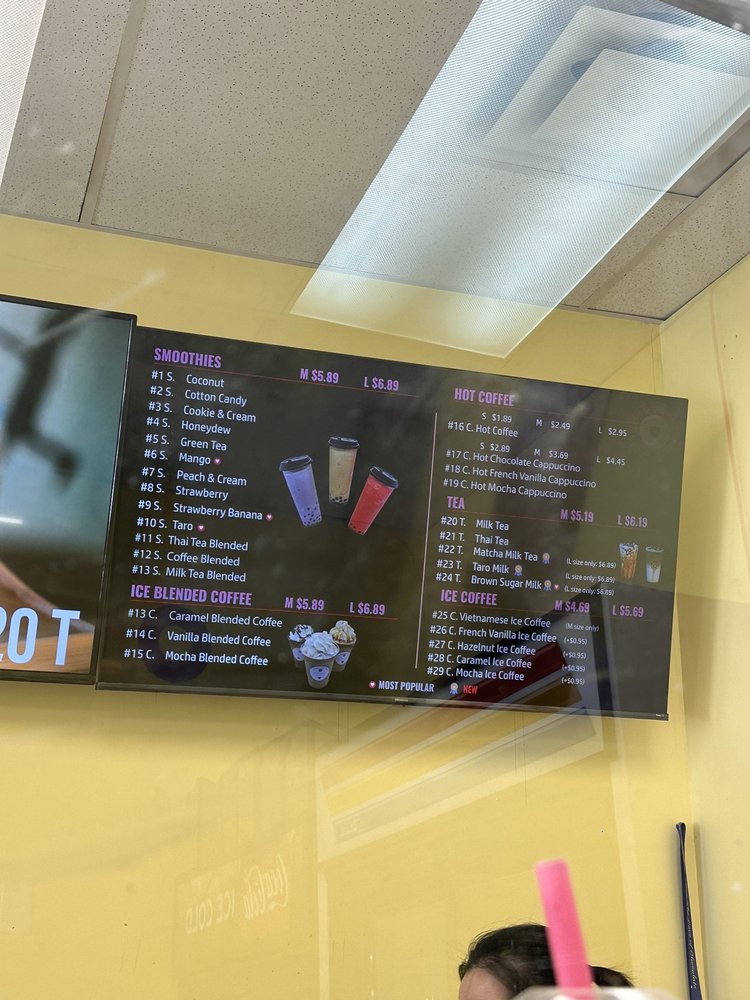 SMOOTHIES M $5.89 L $6.89
#1 S. Coconut
#2 S. Cotton Candy
#3 S. Cookie & Cream
#4 S. Honeydew
#5 S. Green Tea
#6 S. Mango
#7 S. Peach & Cream
#8 S. Strawberry
#9 S. Strawberry Banana
#10 S. Taro
#11 S. Thai Tea Blended
#12 S. Coffee Blended
#13 S. Milk Tea Blended
ICE BLENDED COFFEE M $5.89 L $6.89
#13 C. Caramel Blended Coffee
#14 C. Vanilla Blended Coffee
#15 C. Mocha Blended Coffee
HOT COFFEE
S $1.89 M $2.49 L $2.95
#16 C. Hot Coffee
S $2.89 M $3.69 L $4.45
#17 C. Hot Chocolate Cappuccino
#18 C. Hot French Vanilla Cappuccino
#19 C. Hot Mocha Cappuccino
TEA M $5.19 L $6.19
#20 T. Milk Tea
#21 T. Thai Tea
#22 T. Matcha Milk Tea (L size only: $6.89)
#23 T. Taro Milk (L size only: $6.89)
#24 T. Brown Sugar Milk (L size only: $6.89)
ICE COFFEE M $4.69 L $5.69
#25 C. Vietnamese Ice Coffee (M size only)
#26 C. French Vanilla Ice Coffee (+$0.95)
#27 C. Hazelnut Ice Coffee (+$0.95)
#28 C. Caramel Ice Coffee (+$0.95)
#29 C. Mocha Ice Coffee (+$0.95)
MOST POPULAR NEW
20 T
Coca-Cola ICE COLD